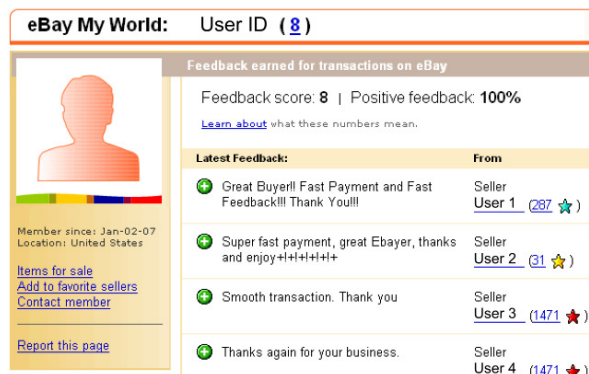 eBay My World: User ID ( 8 )
Feedback earned for transactions on eBay
Feedback score: 8 | Positive feedback: 100%
Learn about what these numbers mean.
Latest Feedback: From
Great Buyer!! Fast Payment and Fast Seller
Feedback!!! Thank You!!! User 1 (287 )
Super fast payment, great Ebayer, thanks Seller
and enjoy+!+!+!+!+!+ User 2 (31 )
Smooth transaction. Thank you Seller
User 3 (1471 )
Thanks again for your business. Seller
User 4 (1471 )
Member since: Jan-02-07
Location: United States
Items for sale
Add to favorite sellers
Contact member
Report this page